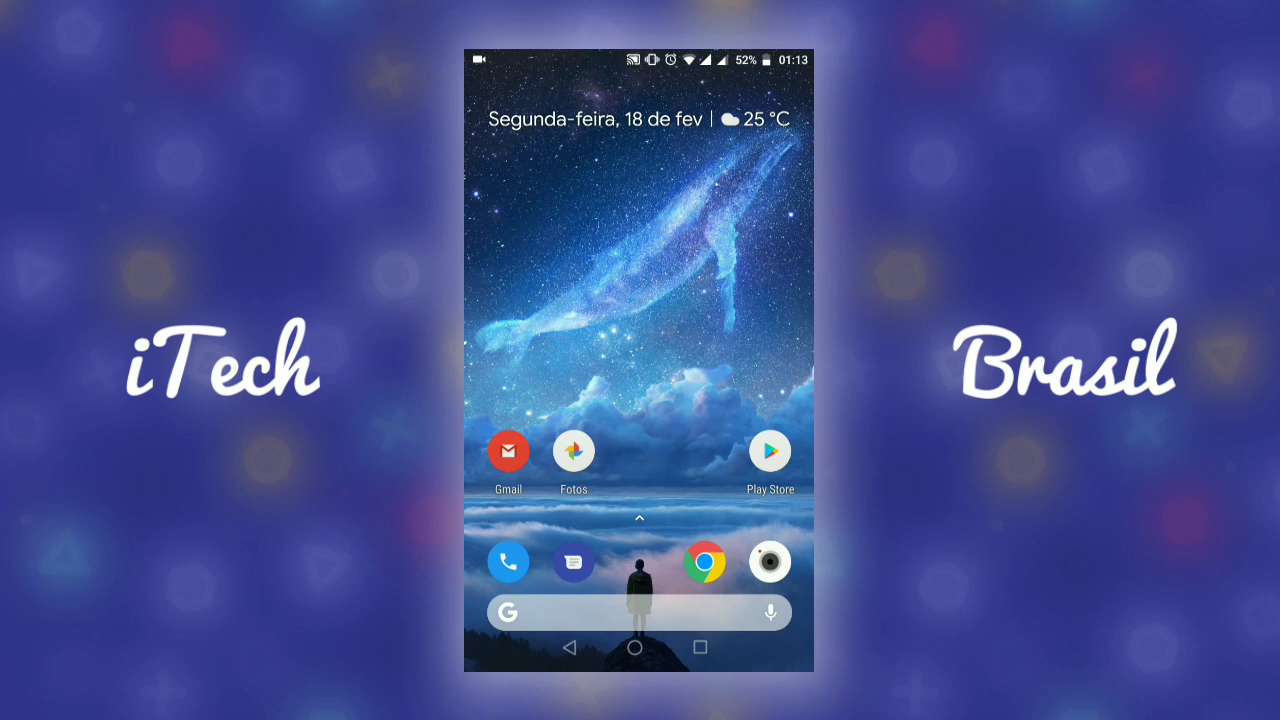 52% 01:13
Segunda-feira, 18 de fev | 25 °C
iTech
Brasil
Gmail Fotos Play Store
G